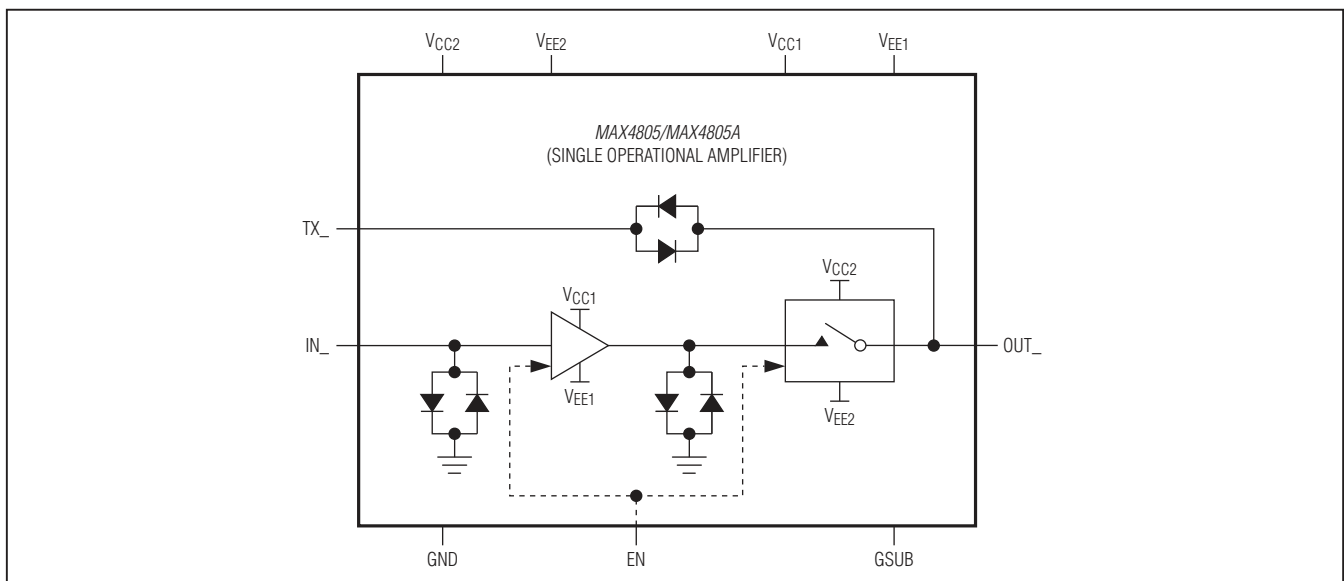 VCC2 VEE2 VCC1 VEE1
MAX4805/MAX4805A
(SINGLE OPERATIONAL AMPLIFIER)
TX_
VCC2
VCC1
IN_
OUT_
VEE1
VEE2
GND EN GSUB